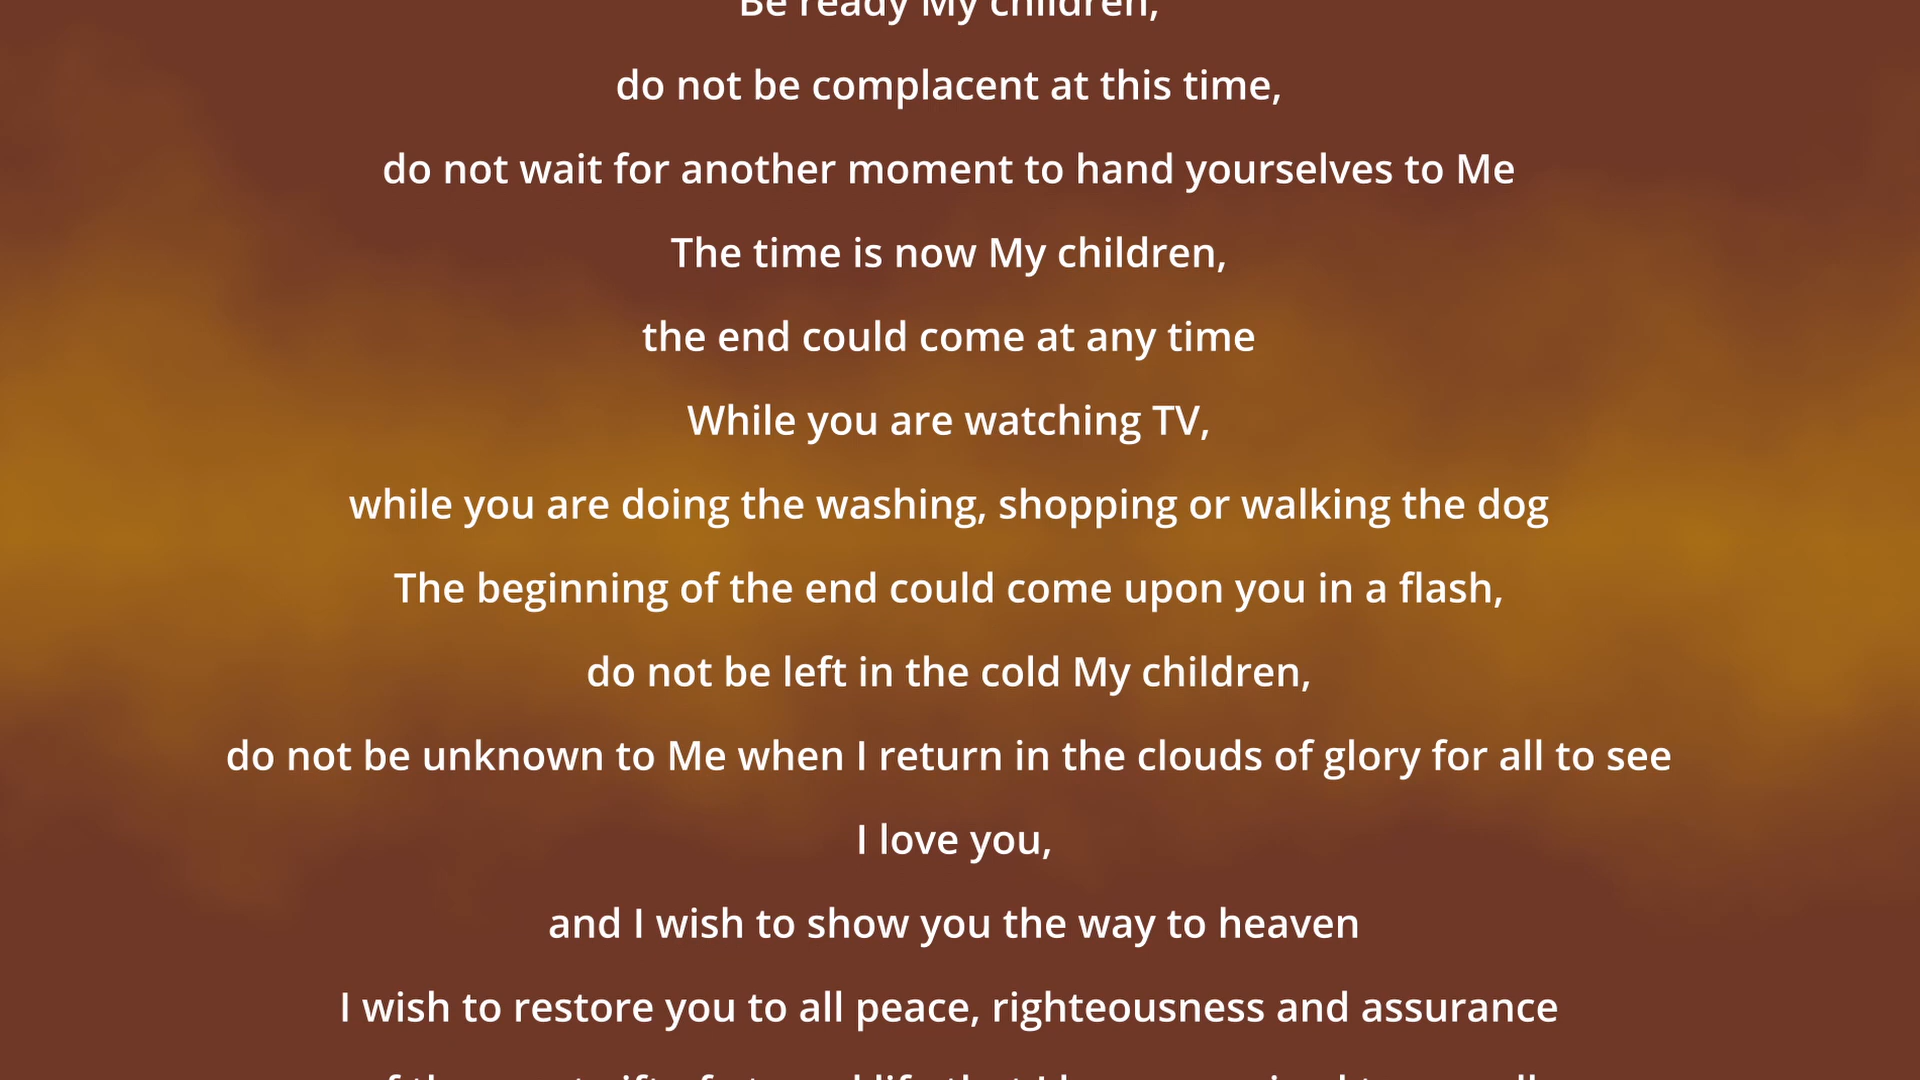 Be ready My children,
do not be complacent at this time,
do not wait for another moment to hand yourselves to Me
The time is now My children,
the end could come at any time
While you are watching TV,
while you are doing the washing, shopping or walking the dog
The beginning of the end could come upon you in a flash,
do not be left in the cold My children,
do not be unknown to Me when I return in the clouds of glory for all to see
I love you,
and I wish to show you the way to heaven
I wish to restore you to all peace, righteousness and assurance